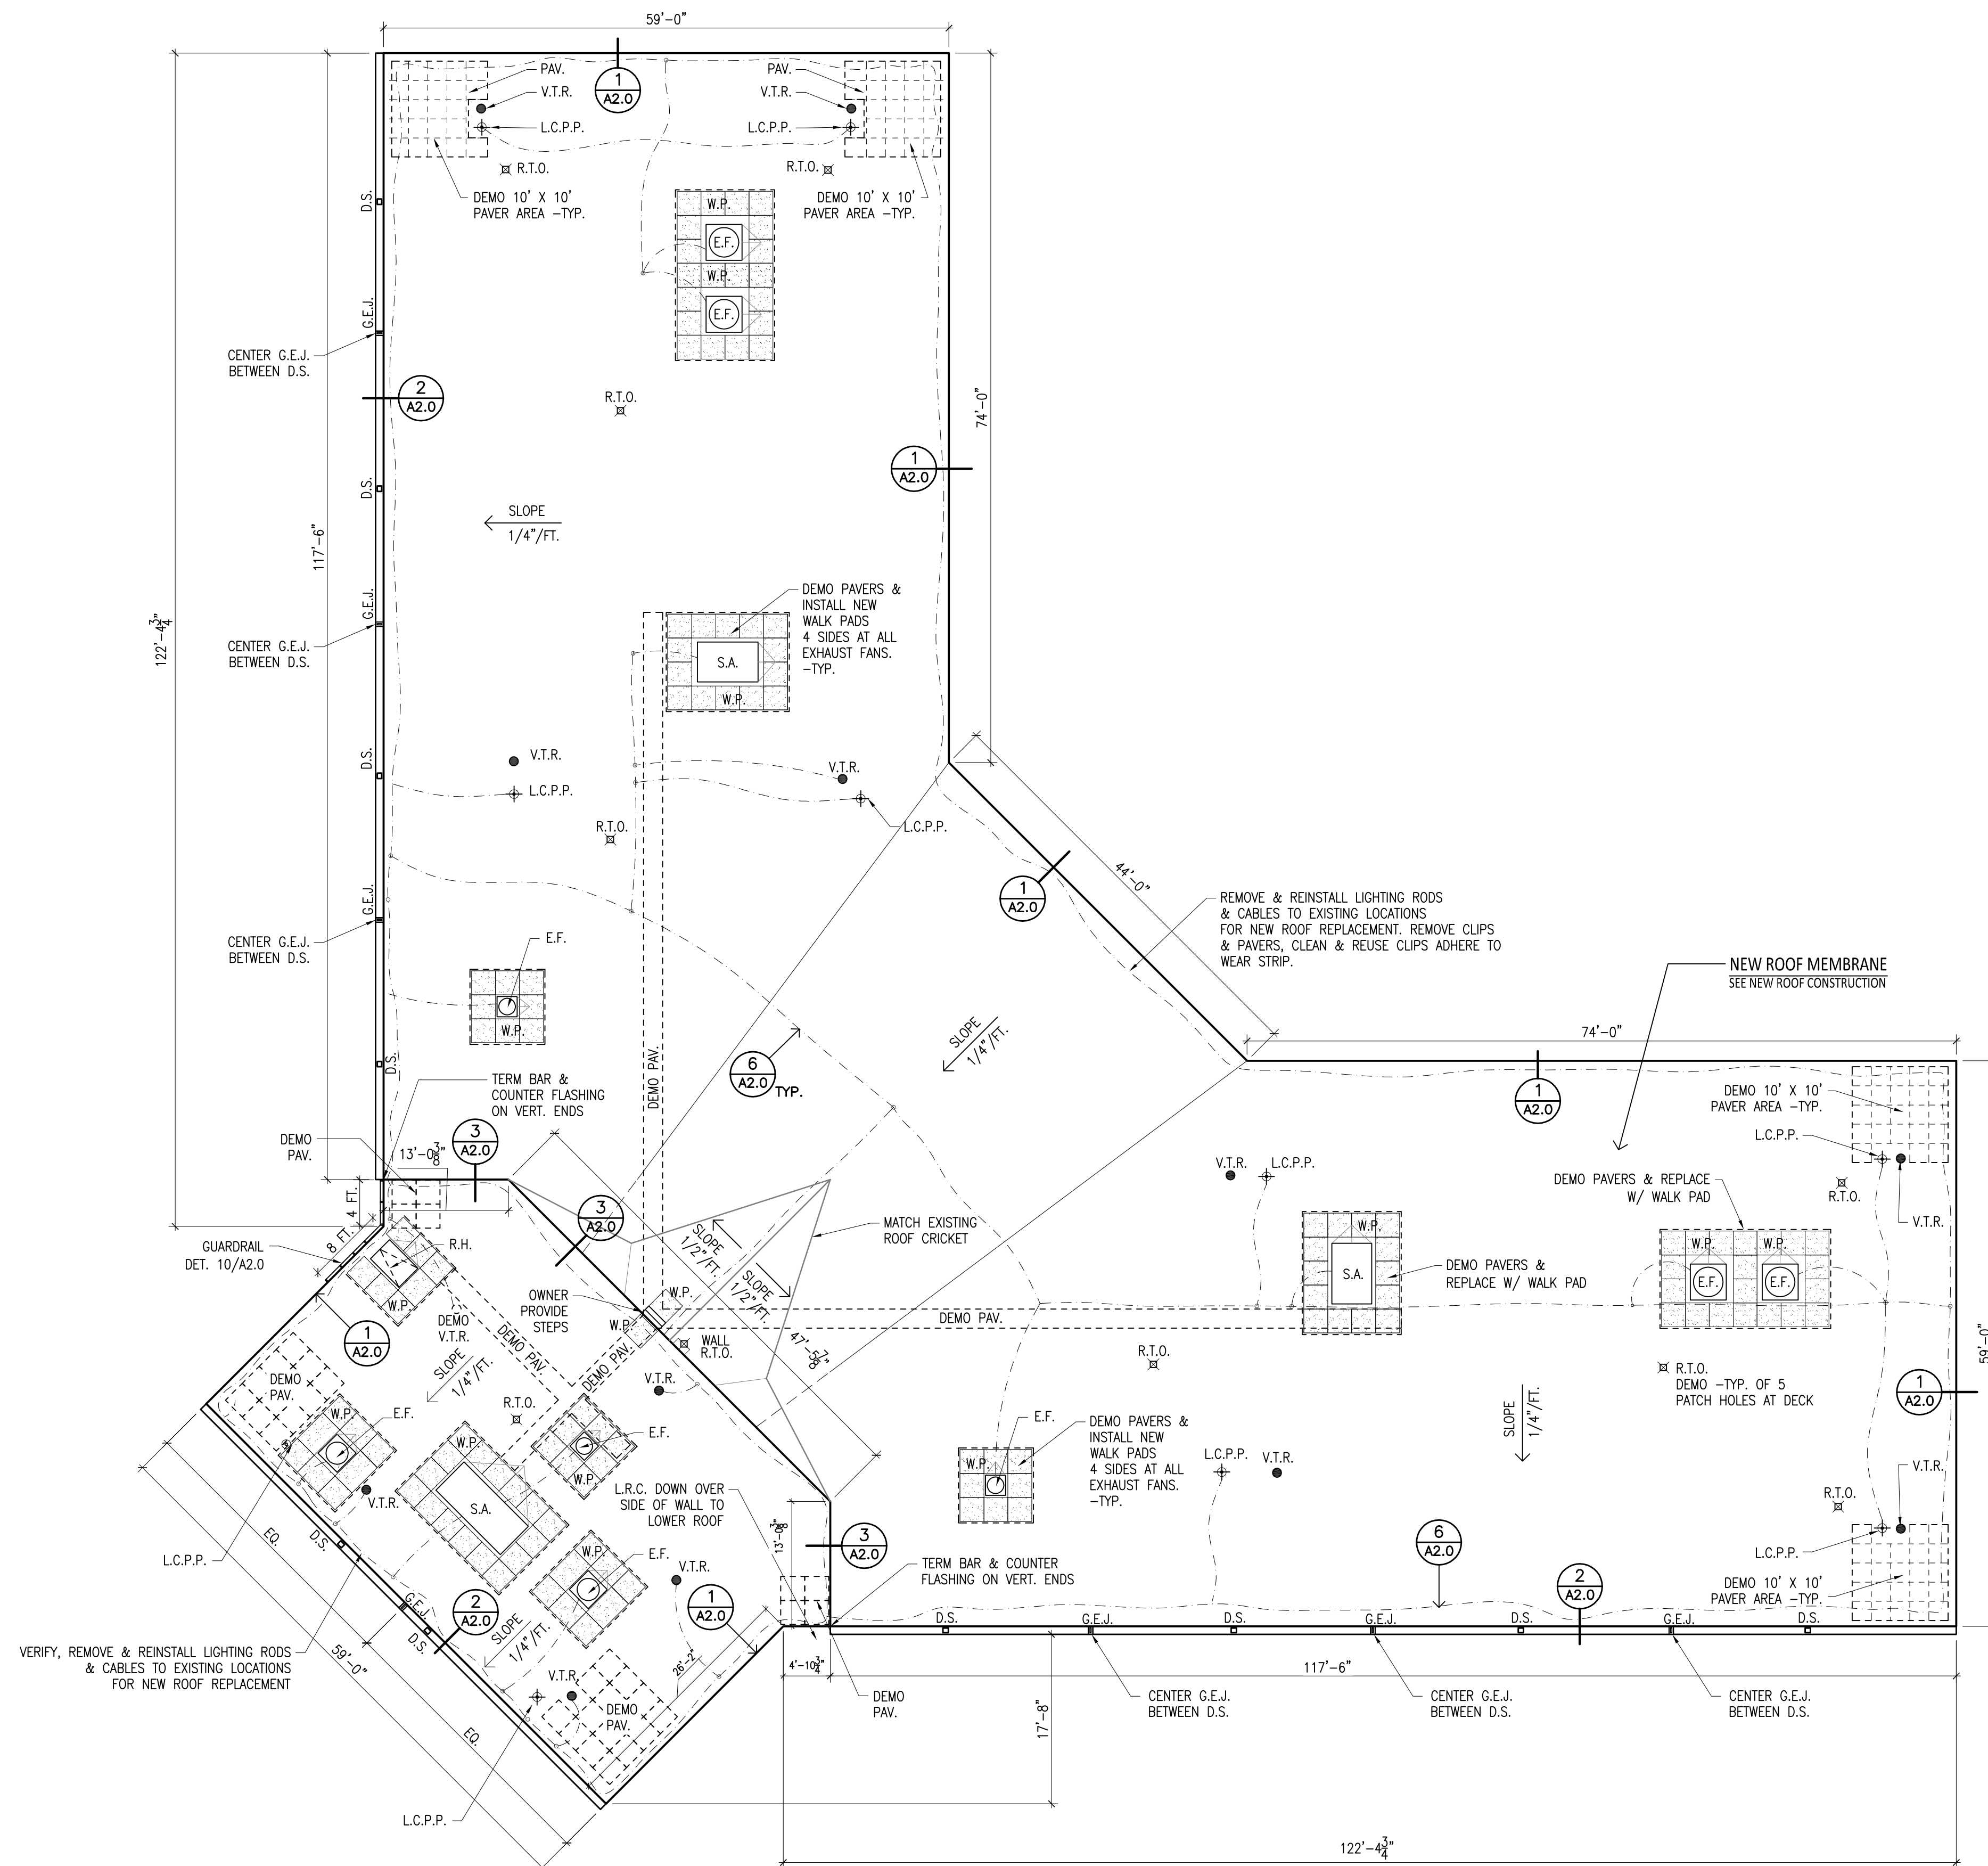 59'-0"
PAV.
V.T.R.
L.C.P.P.
1
A2.0
PAV.
V.T.R.
L.C.P.P.
R.T.O.
R.T.O.
DEMO 10' X 10'
PAVER AREA -TYP.
DEMO 10' X 10'
PAVER AREA -TYP.
W.P.
E.F.
W.P.
E.F.
D.S.
G.E.J.
CENTER G.E.J.
BETWEEN D.S.
2
A2.0
R.T.O.
74'-0"
1
A2.0
D.S.
117'-6"
122'-4 3/4"
SLOPE
1/4"/FT.
G.E.J.
CENTER G.E.J.
BETWEEN D.S.
DEMO PAVERS &
INSTALL NEW
WALK PADS
4 SIDES AT ALL
EXHAUST FANS.
-TYP.
S.A.
W.P.
D.S.
V.T.R.
L.C.P.P.
V.T.R.
L.C.P.P.
R.T.O.
44'-0"
1
A2.0
REMOVE & REINSTALL LIGHTING RODS
& CABLES TO EXISTING LOCATIONS
FOR NEW ROOF REPLACEMENT. REMOVE CLIPS
& PAVERS, CLEAN & REUSE CLIPS ADHERE TO
WEAR STRIP.
G.E.J.
CENTER G.E.J.
BETWEEN D.S.
E.F.
W.P.
NEW ROOF MEMBRANE
SEE NEW ROOF CONSTRUCTION
74'-0"
SLOPE
1/4"/FT.
6
A2.0
TYP.
DEMO PAV.
D.S.
TERM BAR &
COUNTER FLASHING
ON VERT. ENDS
1
A2.0
DEMO 10' X 10'
PAVER AREA -TYP.
L.C.P.P.
DEMO
PAV.
3
A2.0
13'-0 3/8"
4 FT.
8 FT.
GUARDRAIL
DET. 10/A2.0
R.H.
W.P.
3
A2.0
SLOPE
1/2"/FT.
SLOPE
1/2"/FT.
MATCH EXISTING
ROOF CRICKET
V.T.R.
L.C.P.P.
DEMO PAVERS & REPLACE
W/ WALK PAD
R.T.O.
V.T.R.
W.P.
S.A.
DEMO PAVERS &
REPLACE W/ WALK PAD
W.P.
W.P.
E.F.
E.F.
OWNER
PROVIDE
STEPS
W.P.
W.P.
DEMO PAV.
WALL
R.T.O.
47'-5 7/8"
1
A2.0
DEMO
V.T.R.
DEMO PAV.
DEMO PAV.
SLOPE
1/4"/FT.
V.T.R.
R.T.O.
R.T.O.
DEMO -TYP. OF 5
PATCH HOLES AT DECK
1
A2.0
59'-0"
DEMO
PAV.
W.P.
E.F.
R.T.O.
E.F.
W.P.
W.P.
S.A.
V.T.R.
E.F.
W.P.
DEMO PAVERS &
INSTALL NEW
WALK PADS
4 SIDES AT ALL
EXHAUST FANS.
-TYP.
L.C.P.P.
V.T.R.
SLOPE
1/4"/FT.
V.T.R.
R.T.O.
L.C.P.P.
DEMO 10' X 10'
PAVER AREA -TYP.
L.R.C. DOWN OVER
SIDE OF WALL TO
LOWER ROOF
13'-0 3/8"
3
A2.0
TERM BAR & COUNTER
FLASHING ON VERT. ENDS
6
A2.0
2
A2.0
L.C.P.P.
EQ.
D.S.
W.P.
E.F.
V.T.R.
1
A2.0
G.E.J.
2
A2.0
D.S.
SLOPE
1/4"/FT.
D.S.
G.E.J.
D.S.
G.E.J.
D.S.
G.E.J.
D.S.
VERIFY, REMOVE & REINSTALL LIGHTING RODS
& CABLES TO EXISTING LOCATIONS
FOR NEW ROOF REPLACEMENT
59'-0"
EQ.
V.T.R.
DEMO
PAV.
26'-2"
4'-10 3/4"
117'-6"
DEMO
PAV.
17'-8"
CENTER G.E.J.
BETWEEN D.S.
CENTER G.E.J.
BETWEEN D.S.
CENTER G.E.J.
BETWEEN D.S.
L.C.P.P.
122'-4 3/4"